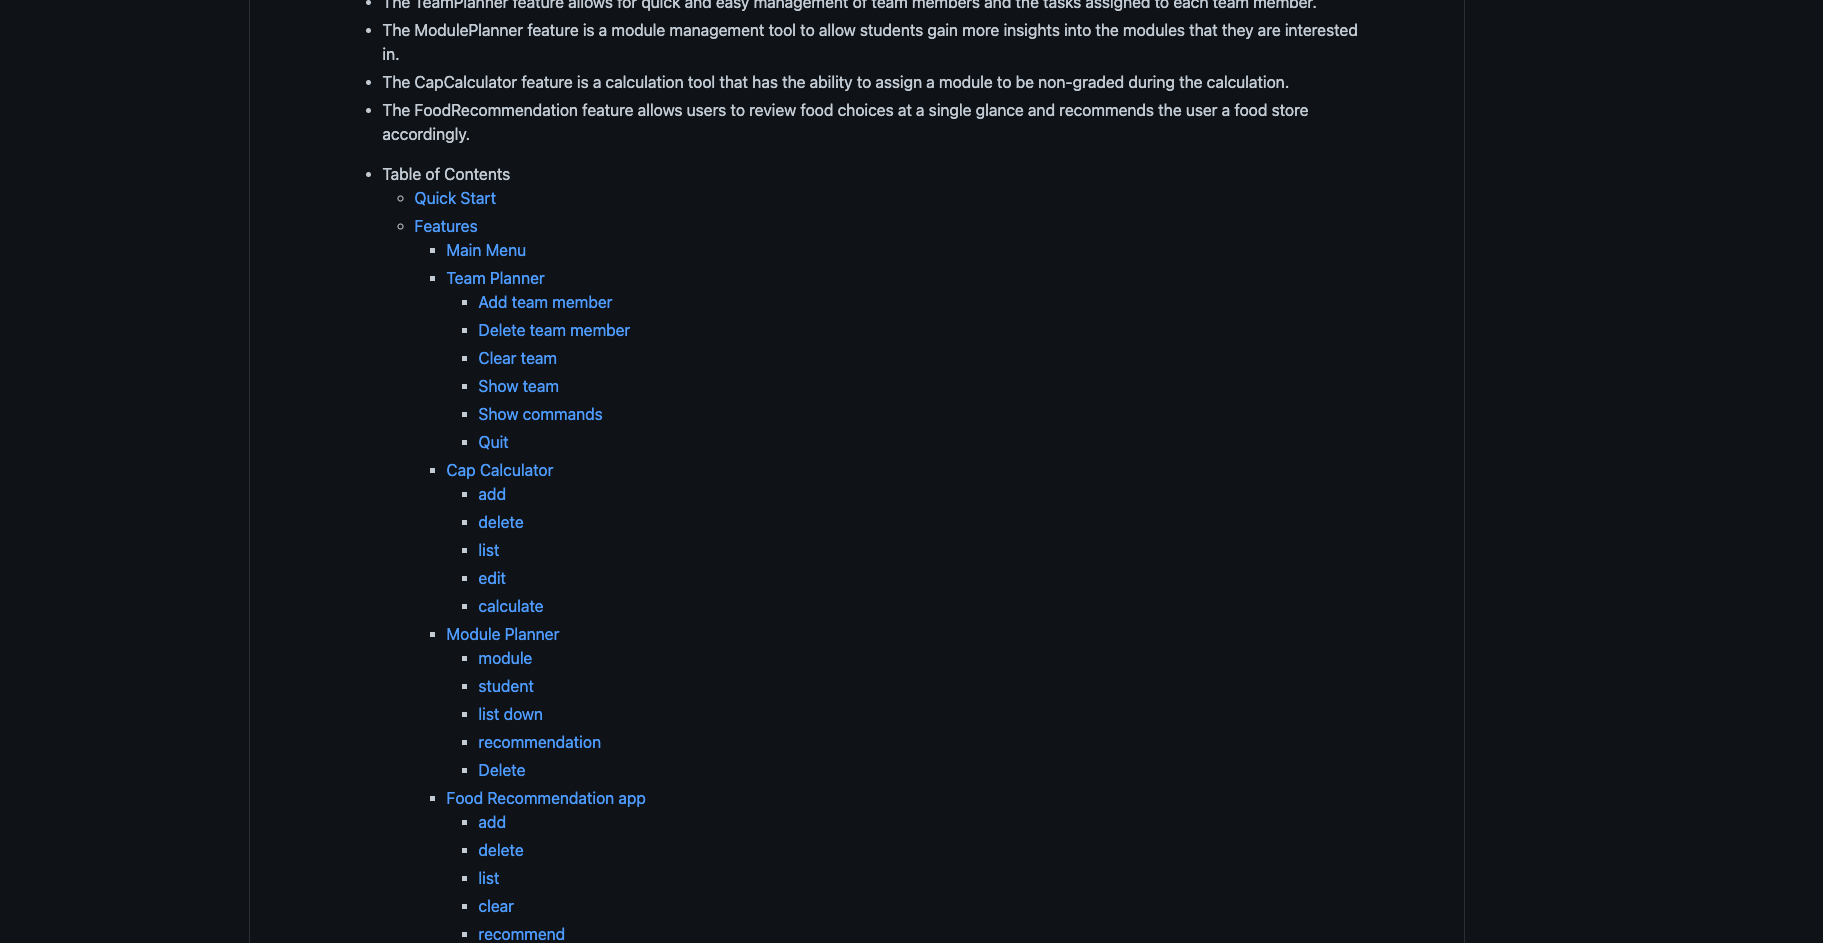 The TeamPlanner feature allows for quick and easy management of team members and the tasks assigned to each team member.
The ModulePlanner feature is a module management tool to allow students gain more insights into the modules that they are interested
in.
The CapCalculator feature is a calculation tool that has the ability to assign a module to be non-graded during the calculation.
The FoodRecommendation feature allows users to review food choices at a single glance and recommends the user a food store
accordingly.
Table of Contents
Quick Start
Features
Main Menu
Team Planner
Add team member
Delete team member
Clear team
Show team
Show commands
Quit
Cap Calculator
add
delete
list
edit
calculate
Module Planner
module
student
list down
recommendation
Delete
Food Recommendation app
add
delete
list
clear
recommend